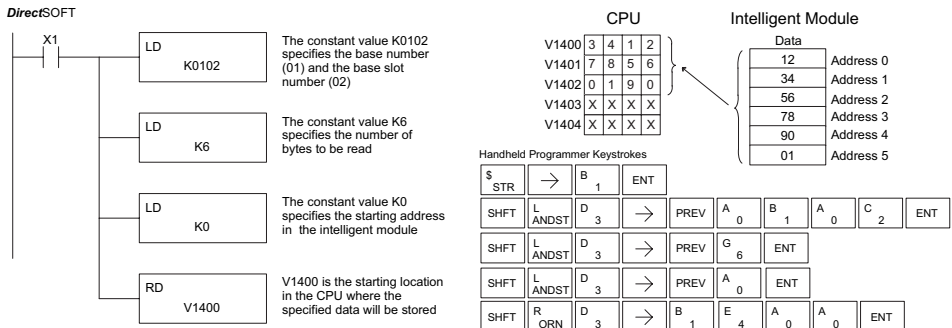 DirectSOFT
X1
LD
K0102
The constant value K0102
specifies the base number
(01) and the base slot
number (02)
LD
K6
The constant value K6
specifies the number of
bytes to be read
LD
K0
The constant value K0
specifies the starting address
in the intelligent module
RD
V1400
V1400 is the starting location
in the CPU where the
specified data will be stored
CPU
V1400 3 4 1 2
V1401 7 8 5 6
V1402 0 1 9 0
V1403 X X X X
V1404 X X X X
Intelligent Module
Data
12 Address 0
34 Address 1
56 Address 2
78 Address 3
90 Address 4
01 Address 5
Handheld Programmer Keystrokes
$ STR → B 1 ENT
SHFT L ANDST D 3 → PREV A 0 B 1 A 0 C 2 ENT
SHFT L ANDST D 3 → PREV G 6 ENT
SHFT L ANDST D 3 → PREV A 0 ENT
SHFT R ORN D 3 → B 1 E 4 A 0 A 0 ENT